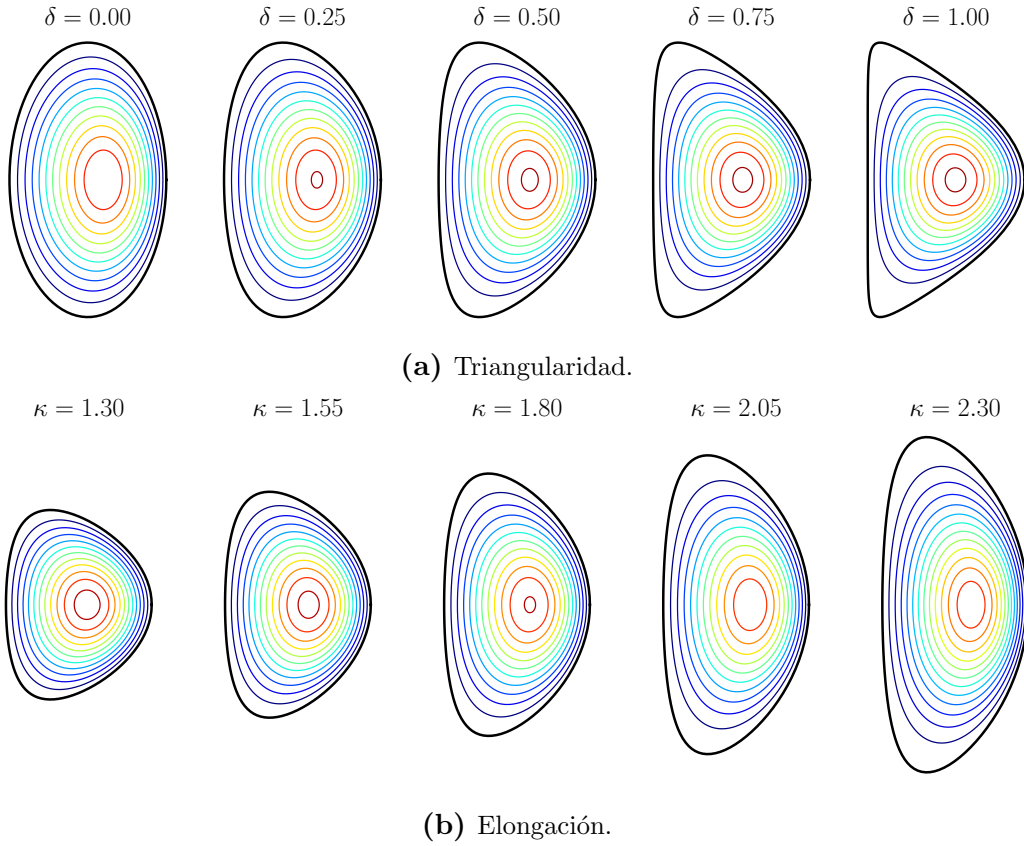 δ = 0.00 δ = 0.25 δ = 0.50 δ = 0.75 δ = 1.00
(a) Triangularidad.
κ = 1.30 κ = 1.55 κ = 1.80 κ = 2.05 κ = 2.30
(b) Elongación.